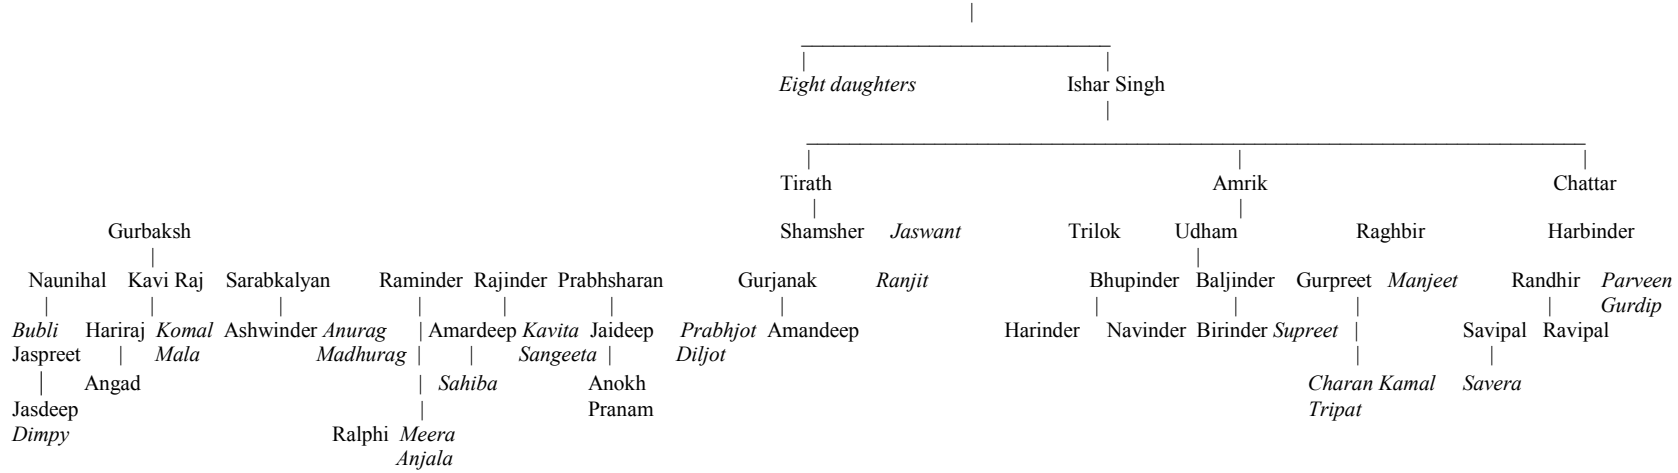 Eight daughters Ishar Singh
Tirath Amrik Chattar
Gurbaksh Shamsher Jaswant Trilok Udham Raghbir Harbinder
Naunihal Kavi Raj Sarabkalyan Raminder Rajinder Prabhsharan Gurjanak Ranjit Bhupinder Baljinder Gurpreet Manjeet Randhir Parveen
Gurdip
Bubli Hariraj Komal Ashwinder Anurag Amardeep Kavita Jaideep Prabhjot Amandeep Harinder Navinder Birinder Supreet Savipal Ravipal
Jaspreet Mala Madhurag Sangeeta Diljot
Angad Sahiba Anokh Charan Kamal Savera
Jasdeep Pranam Tripat
Dimpy Ralphi Meera
Anjala